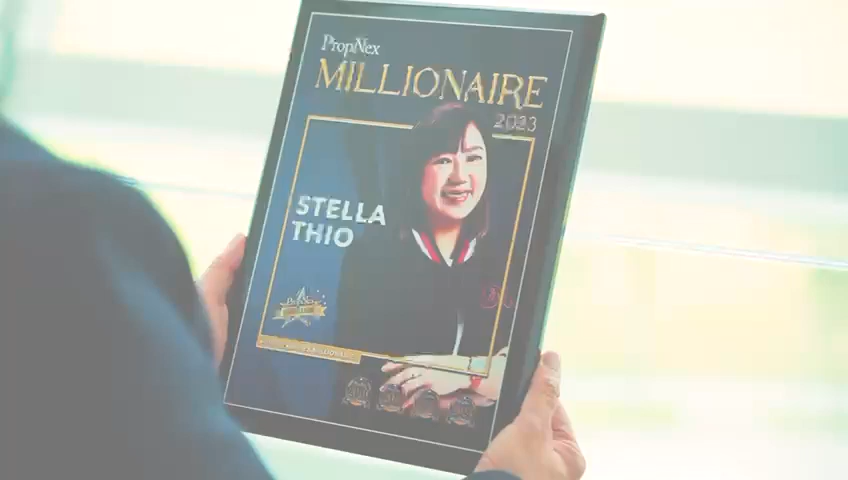 PropNex
MILLIONAIRE
2023
STELLA
THIO